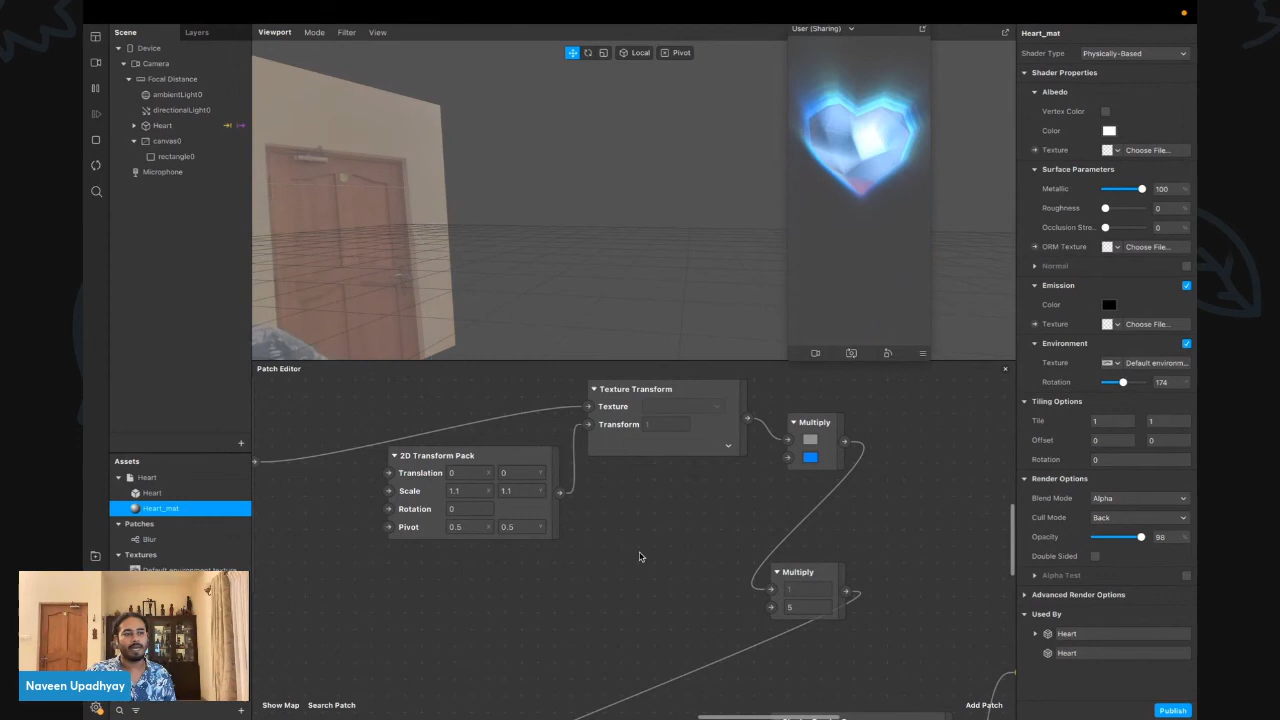 Scene
Layers
Device
Camera
Focal Distance
ambientLight0
directionalLight0
Heart
canvas0
rectangle0
Microphone
Assets
Heart
Heart
Heart_mat
Patches
Blur
Textures
Default environment texture
Naveen Upadhyay
Viewport
Mode
Filter
View
Local
Pivot
User (Sharing)
Patch Editor
Texture Transform
Texture
Transform
1
2D Transform Pack
Translation 0 X 0 Y
Scale 1.1 X 1.1 Y
Rotation 0
Pivot 0.5 X 0.5 Y
Multiply
Multiply
1
5
Show Map
Search Patch
Add Patch
Heart_mat
Shader Type Physically-Based
Shader Properties
Albedo
Vertex Color
Color
Texture Choose File...
Surface Parameters
Metallic 100 %
Roughness 0 %
Occlusion Stre... 0 %
ORM Texture Choose File...
Normal
Emission
Color
Texture Choose File...
Environment
Texture Default environm...
Rotation 174
Tiling Options
Tile 1 1
Offset 0 0
Rotation 0
Render Options
Blend Mode Alpha
Cull Mode Back
Opacity 98 %
Double Sided
Alpha Test
Advanced Render Options
Used By
Heart
Heart
Publish